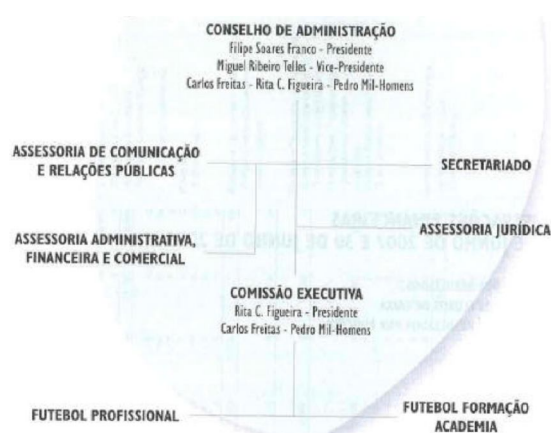 CONSELHO DE ADMINISTRAÇÃO
Filipe Soares Franco - Presidente
Miguel Ribeiro Telles - Vice-Presidente
Carlos Freitas - Rita C. Figueira - Pedro Mil-Homens
ASSESSORIA DE COMUNICAÇÃO
E RELAÇÕES PÚBLICAS
SECRETARIADO
ASSESSORIA JURÍDICA
ASSESSORIA ADMINISTRATIVA,
FINANCEIRA E COMERCIAL
COMISSÃO EXECUTIVA
Rita C. Figueira - Presidente
Carlos Freitas - Pedro Mil-Homens
FUTEBOL PROFISSIONAL
FUTEBOL FORMAÇÃO
ACADEMIA